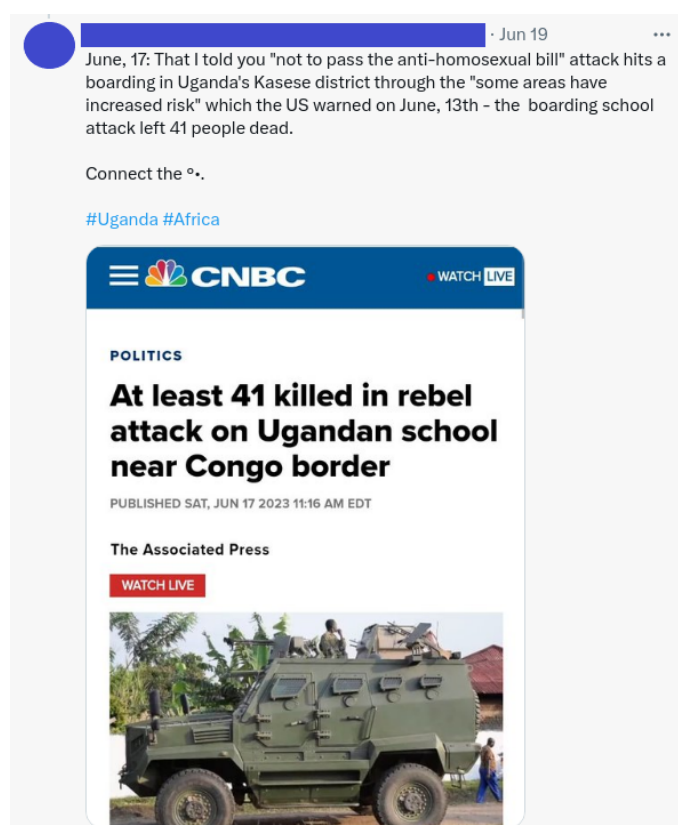 · Jun 19 ...
June, 17: That I told you "not to pass the anti-homosexual bill" attack hits a
boarding in Uganda's Kasese district through the "some areas have
increased risk" which the US warned on June, 13th - the boarding school
attack left 41 people dead.
Connect the °•.
#Uganda #Africa
CNBC
WATCH LIVE
POLITICS
At least 41 killed in rebel
attack on Ugandan school
near Congo border
PUBLISHED SAT, JUN 17 2023 11:16 AM EDT
The Associated Press
WATCH LIVE